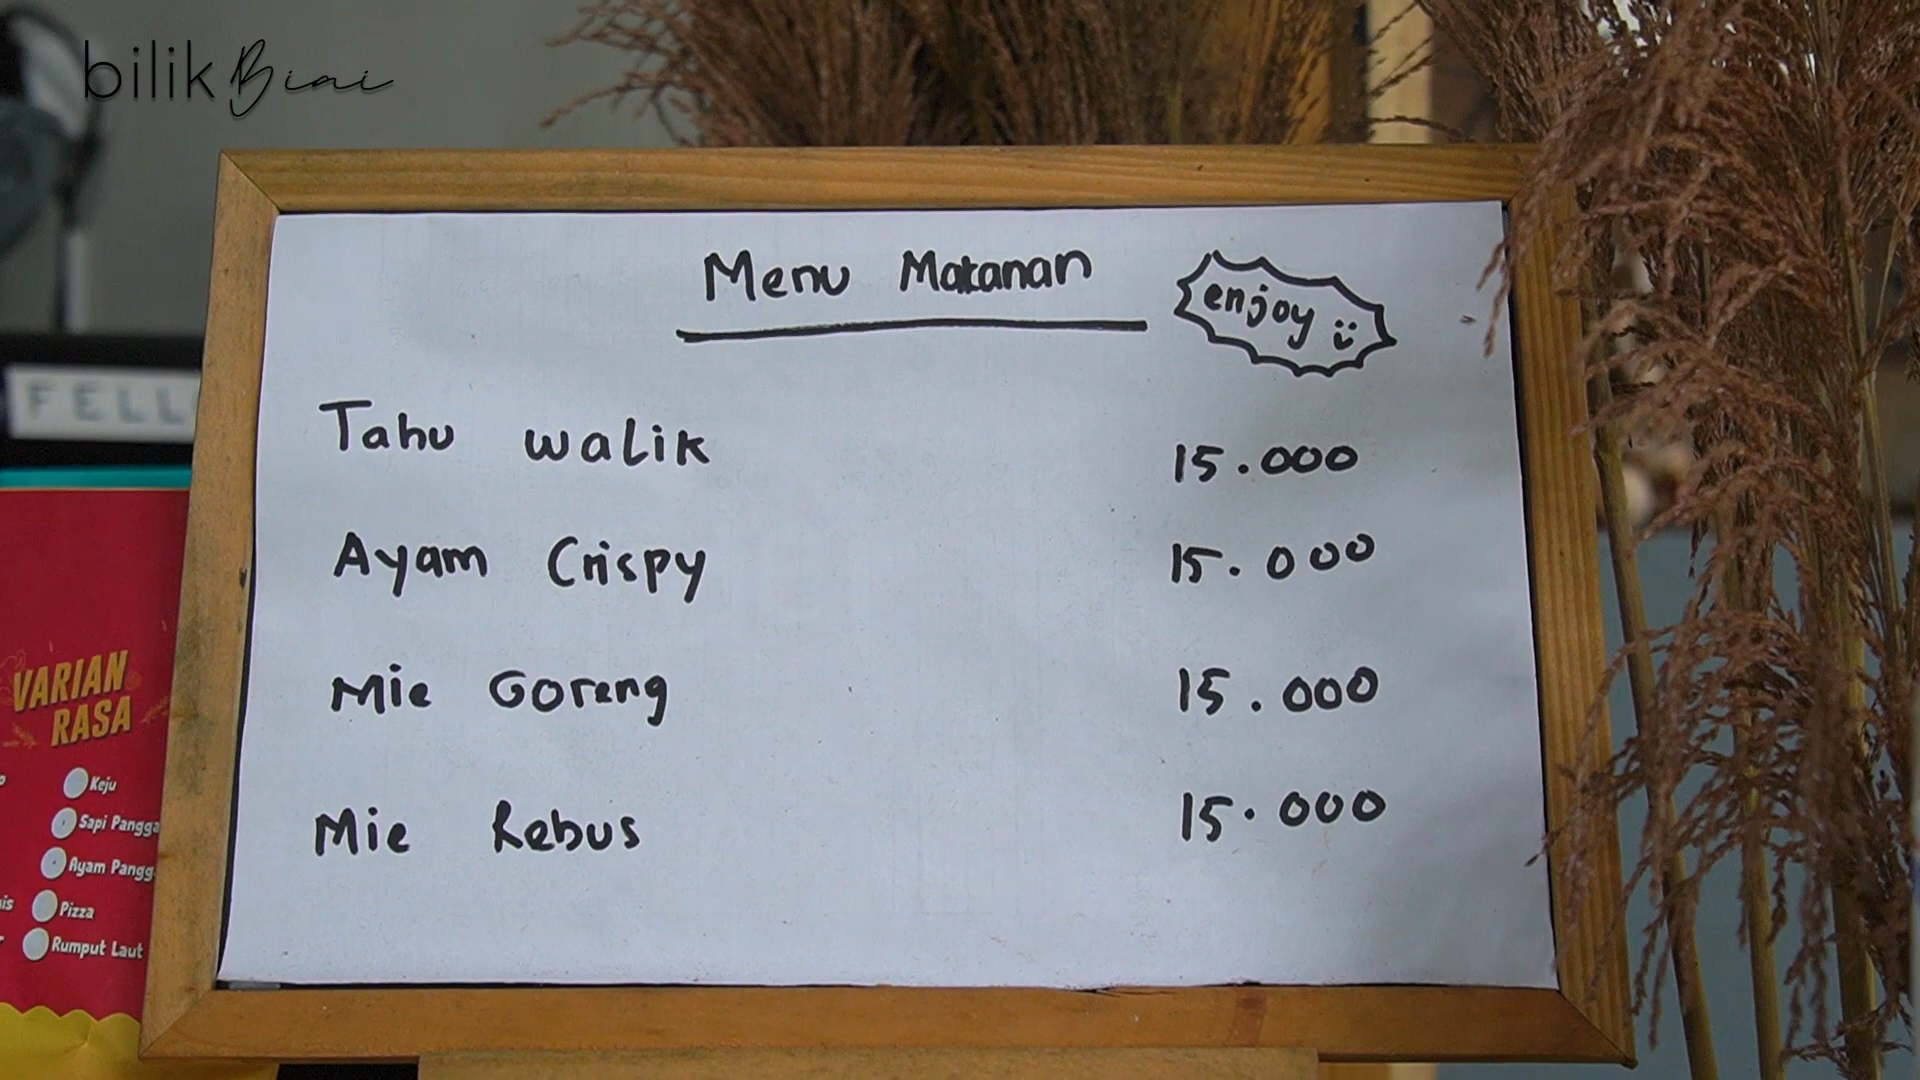 bilik Biai
Menu Makanan
enjoy
Tahu walik 15.000
Ayam Crispy 15.000
Mie Goreng 15.000
Mie Rebus 15.000
FELL
VARIAN
RASA
Keju
Sapi Pangga
Ayam Pangg
Pizza
Rumput Laut